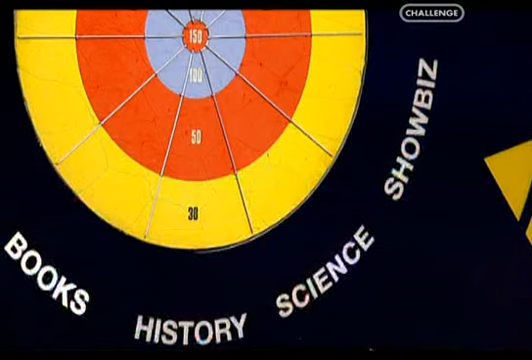 CHALLENGE
150
100
50
30
SHOWBIZ
BOOKS
SCIENCE
HISTORY